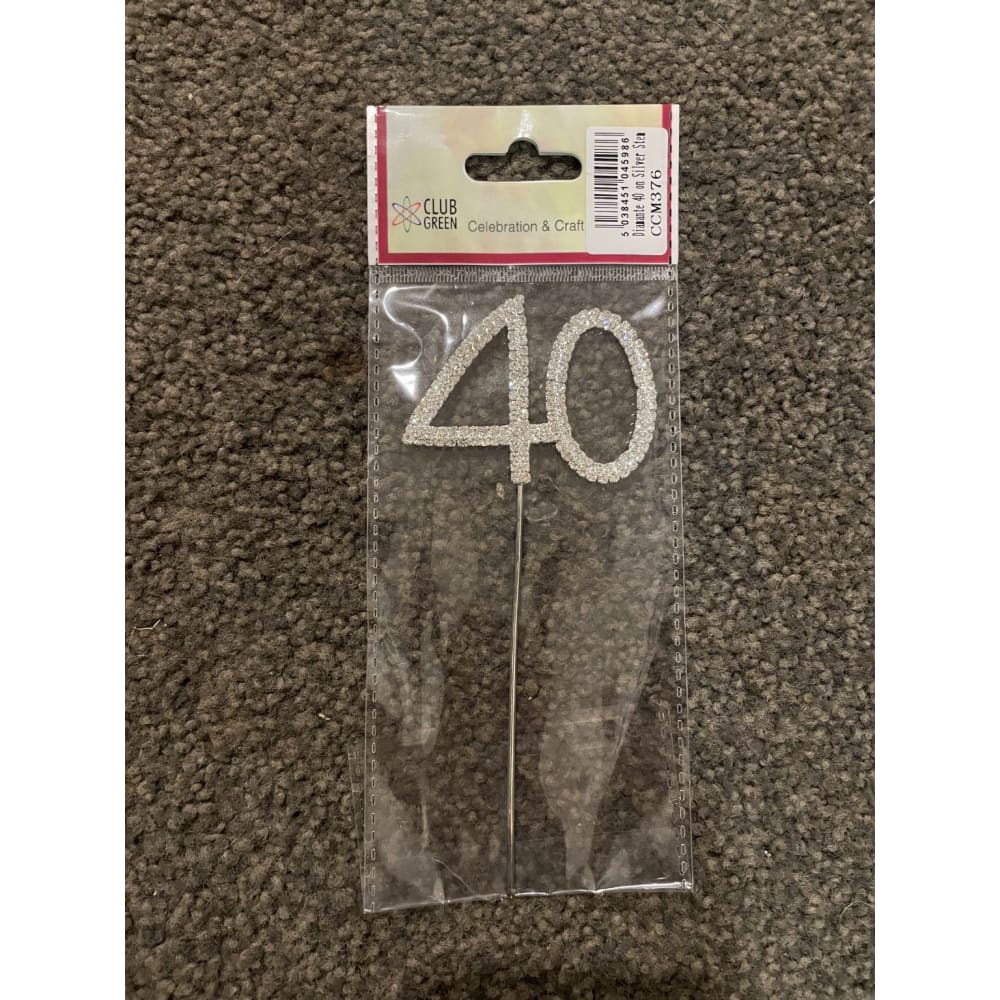 CLUB
GREEN
Celebration & Craft
5 038451 045986
Diamante 40 on Silver Stem
CCM376
40